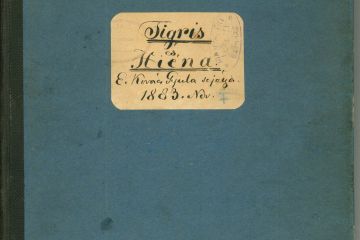 Tigris
és
Hiéna
E. Kovács Gyula sajátja
1883. Nov.